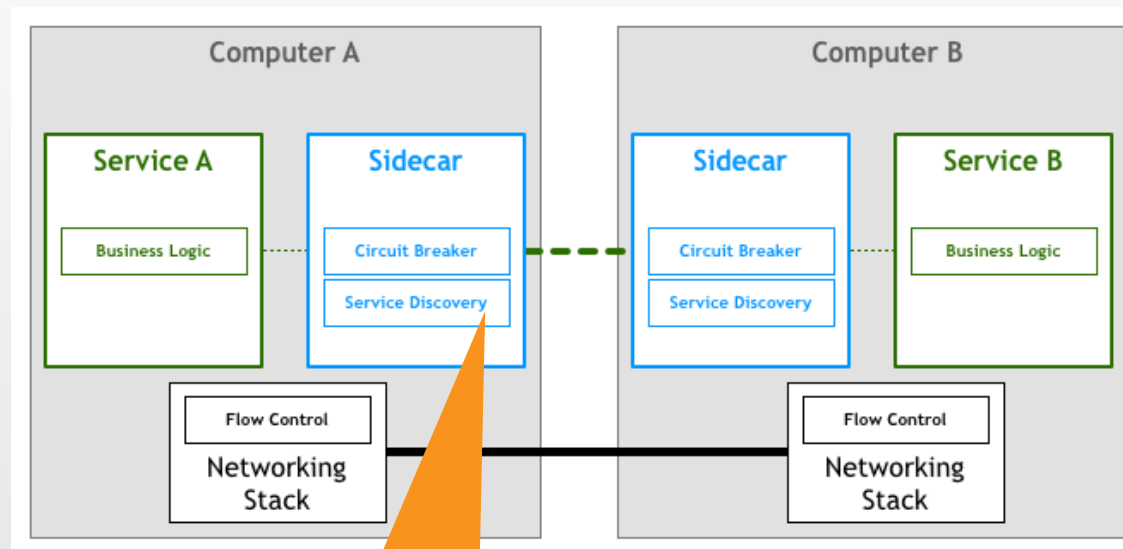 Computer A
Computer B
Service A
Sidecar
Sidecar
Service B
Business Logic
Circuit Breaker
Circuit Breaker
Business Logic
Service Discovery
Service Discovery
Flow Control
Flow Control
Networking
Stack
Networking
Stack